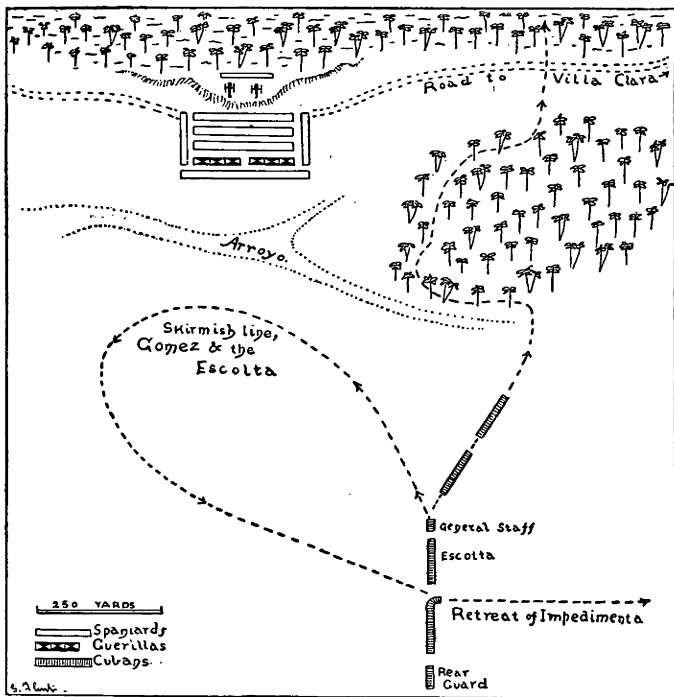 Road to Villa Clara
Arroyo.
Skirmish line,
Gomez & the
Escolta
General Staff
Escolta
Retreat of Impedimenta
Rear
Guard
250 YARDS
Spaniards
Guerillas
Cubans.